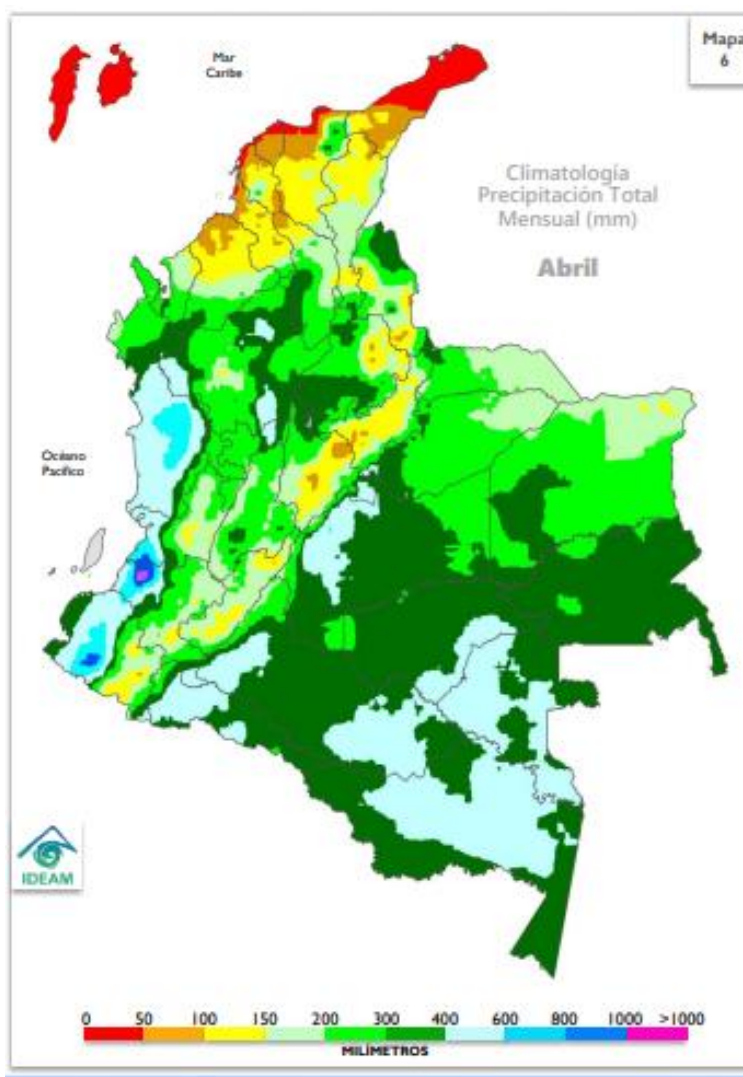 Mapa
6
Mar
Caribe
Climatología
Precipitación Total
Mensual (mm)
Abril
Océano
Pacifico
IDEAM
0 50 100 150 200 300 400 600 800 1000 >1000
MILÍMETROS